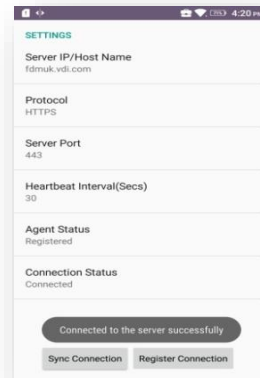 4:20 PM
SETTINGS
Server IP/Host Name
fdmuk.vdi.com
Protocol
HTTPS
Server Port
443
Heartbeat Interval(Secs)
30
Agent Status
Registered
Connection Status
Connected
Connected to the server successfully
Sync Connection Register Connection